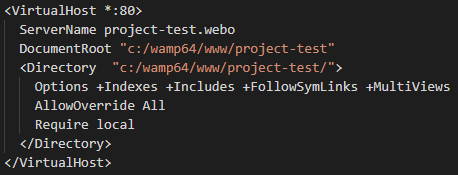 <VirtualHost *:80>
  ServerName project-test.webo
  DocumentRoot "c:/wamp64/www/project-test"
  <Directory  "c:/wamp64/www/project-test/">
    Options +Indexes +Includes +FollowSymLinks +MultiViews
    AllowOverride All
    Require local
  </Directory>
</VirtualHost>